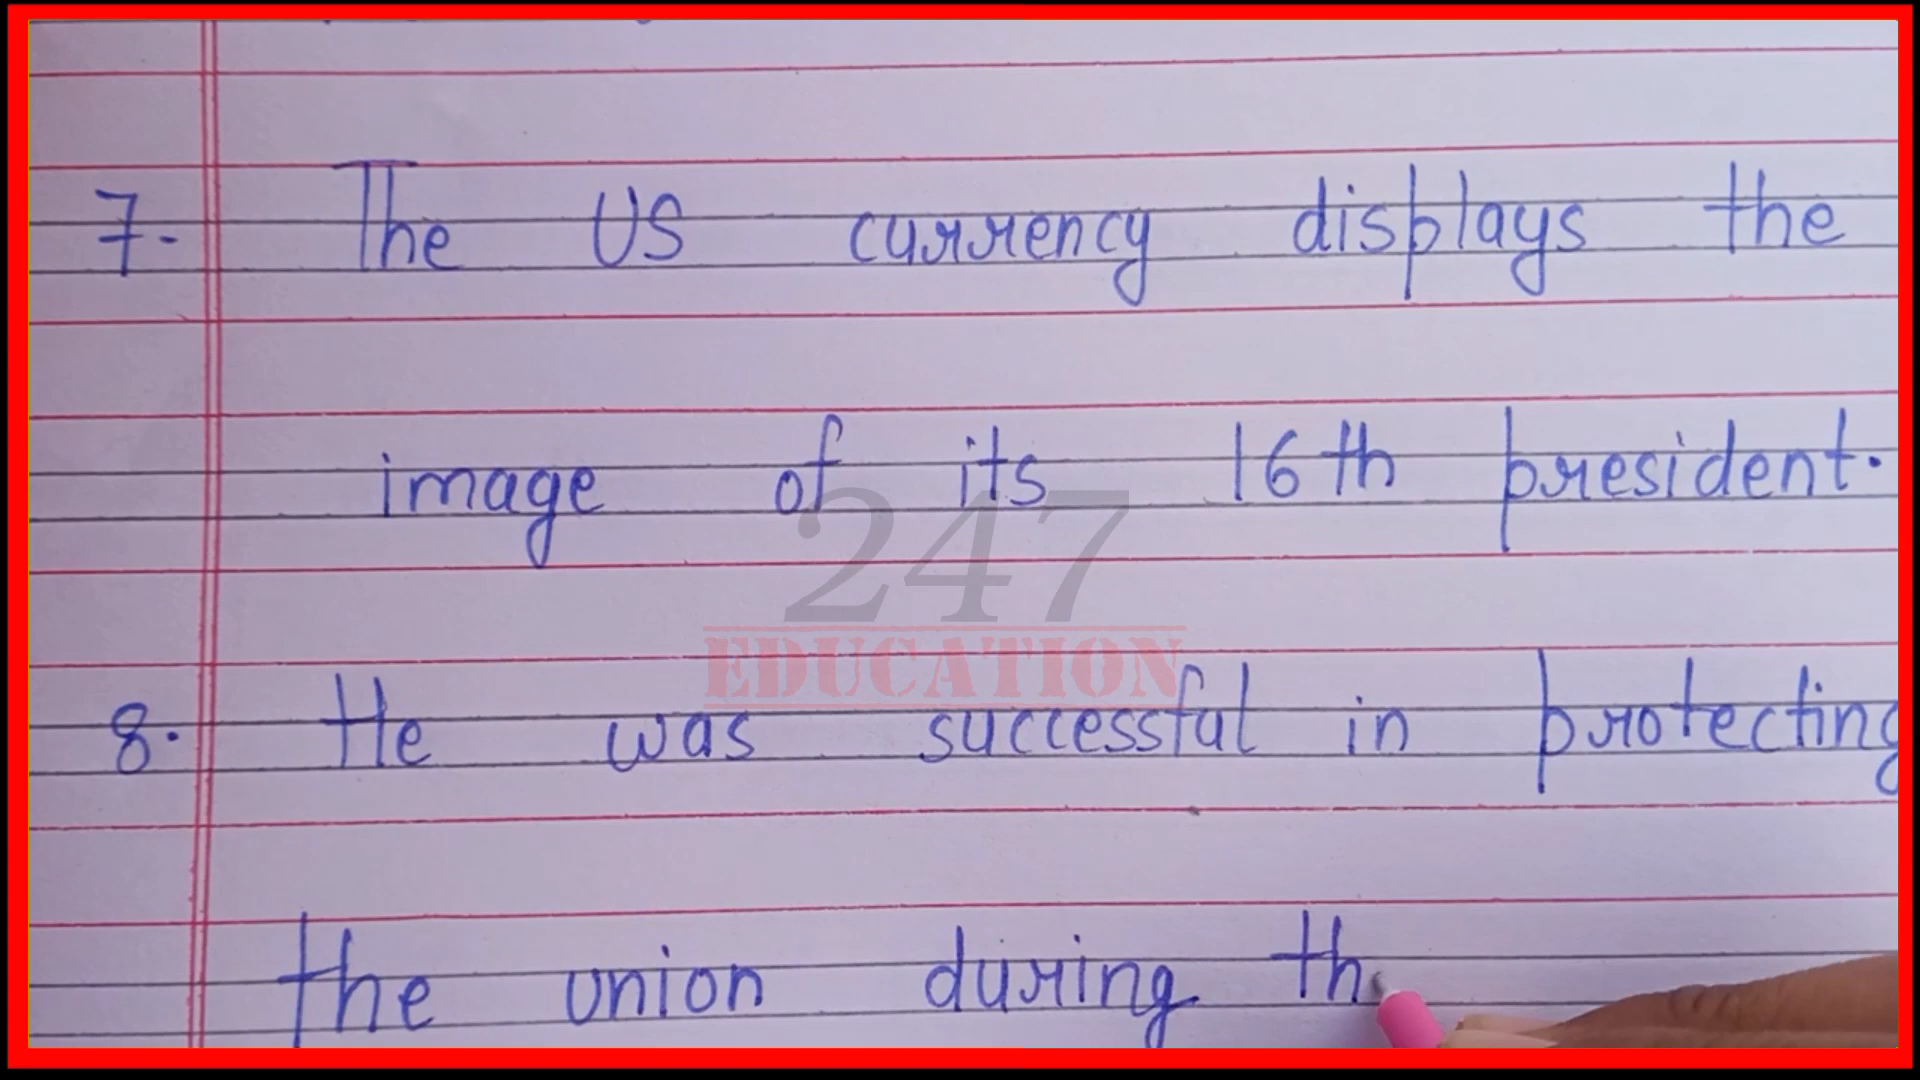 7. The US currency displays the
image of its 16th president.
247
EDUCATION
8. He was successful in protecting
the union during th